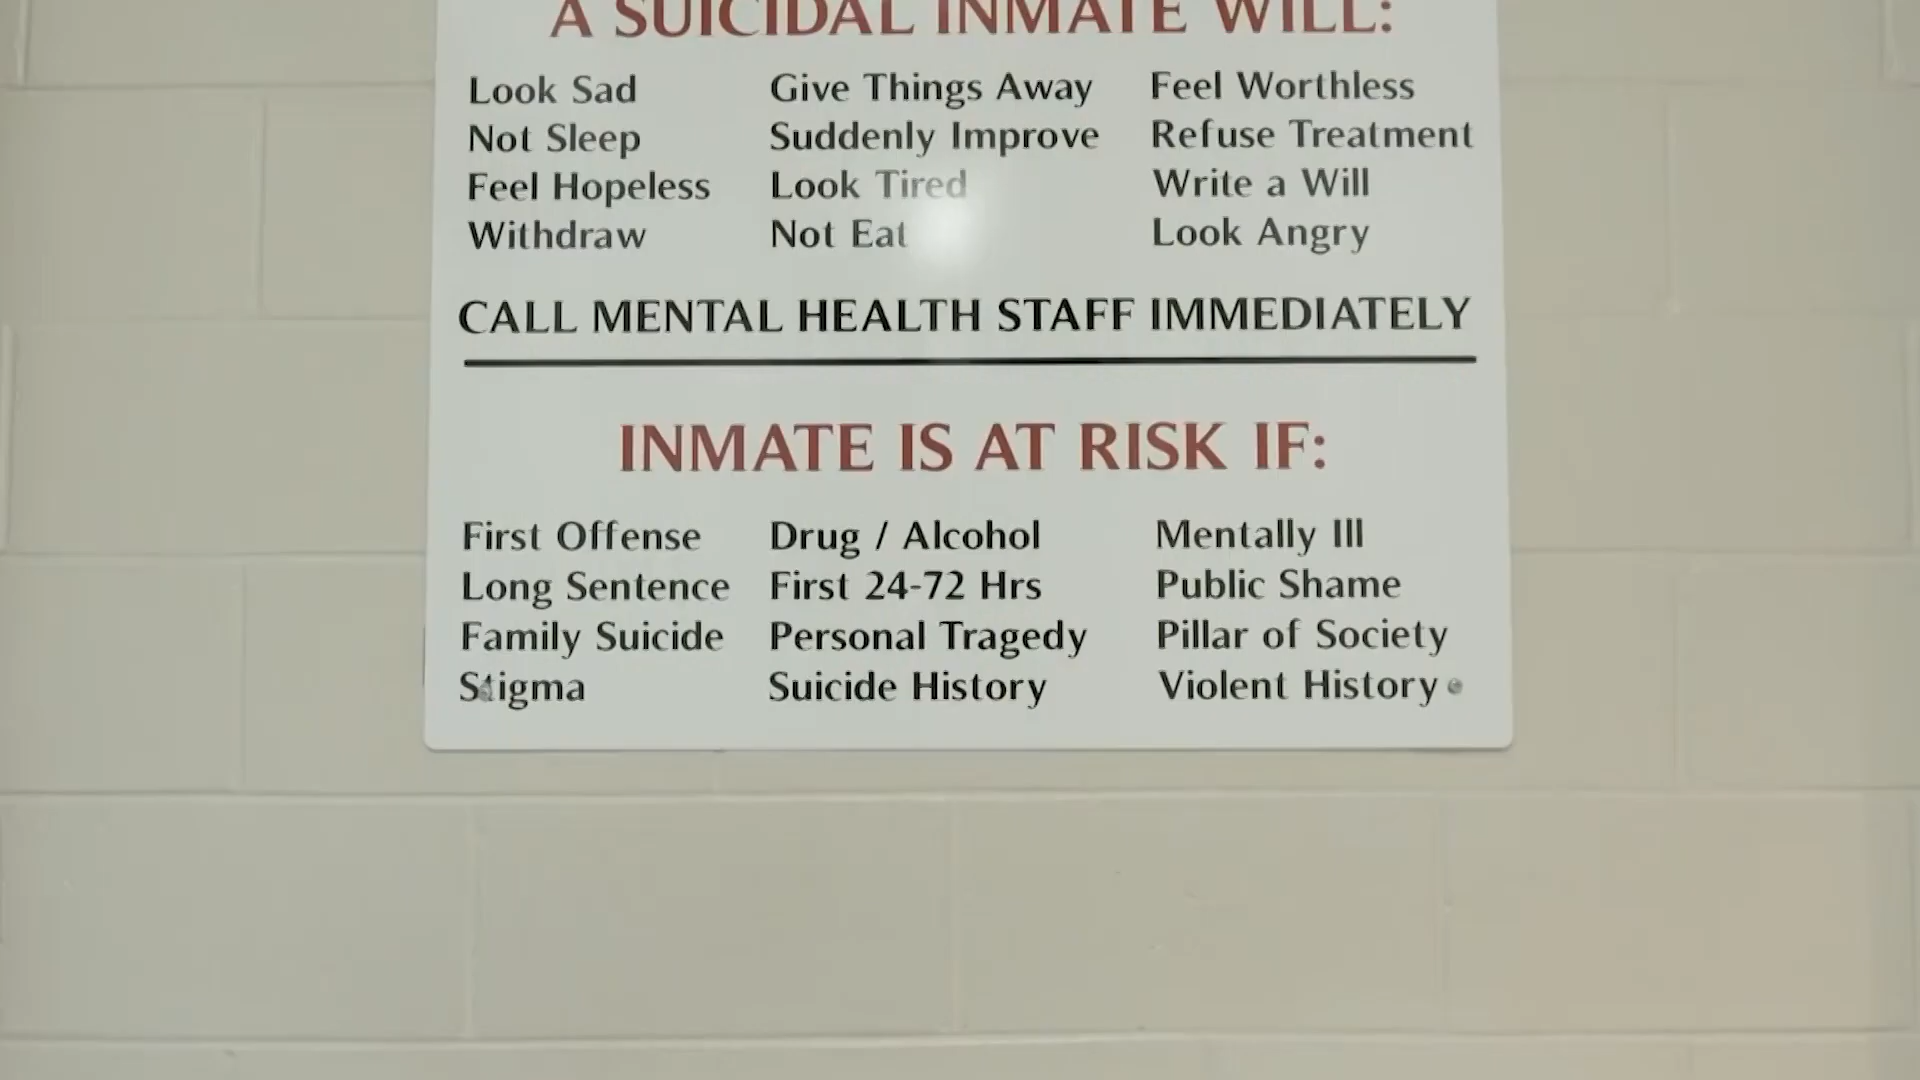 A SUICIDAL INMATE WILL:
Look Sad Give Things Away Feel Worthless
Not Sleep Suddenly Improve Refuse Treatment
Feel Hopeless Look Tired Write a Will
Withdraw Not Eat Look Angry
CALL MENTAL HEALTH STAFF IMMEDIATELY
INMATE IS AT RISK IF:
First Offense Drug / Alcohol Mentally Ill
Long Sentence First 24-72 Hrs Public Shame
Family Suicide Personal Tragedy Pillar of Society
Stigma Suicide History Violent History